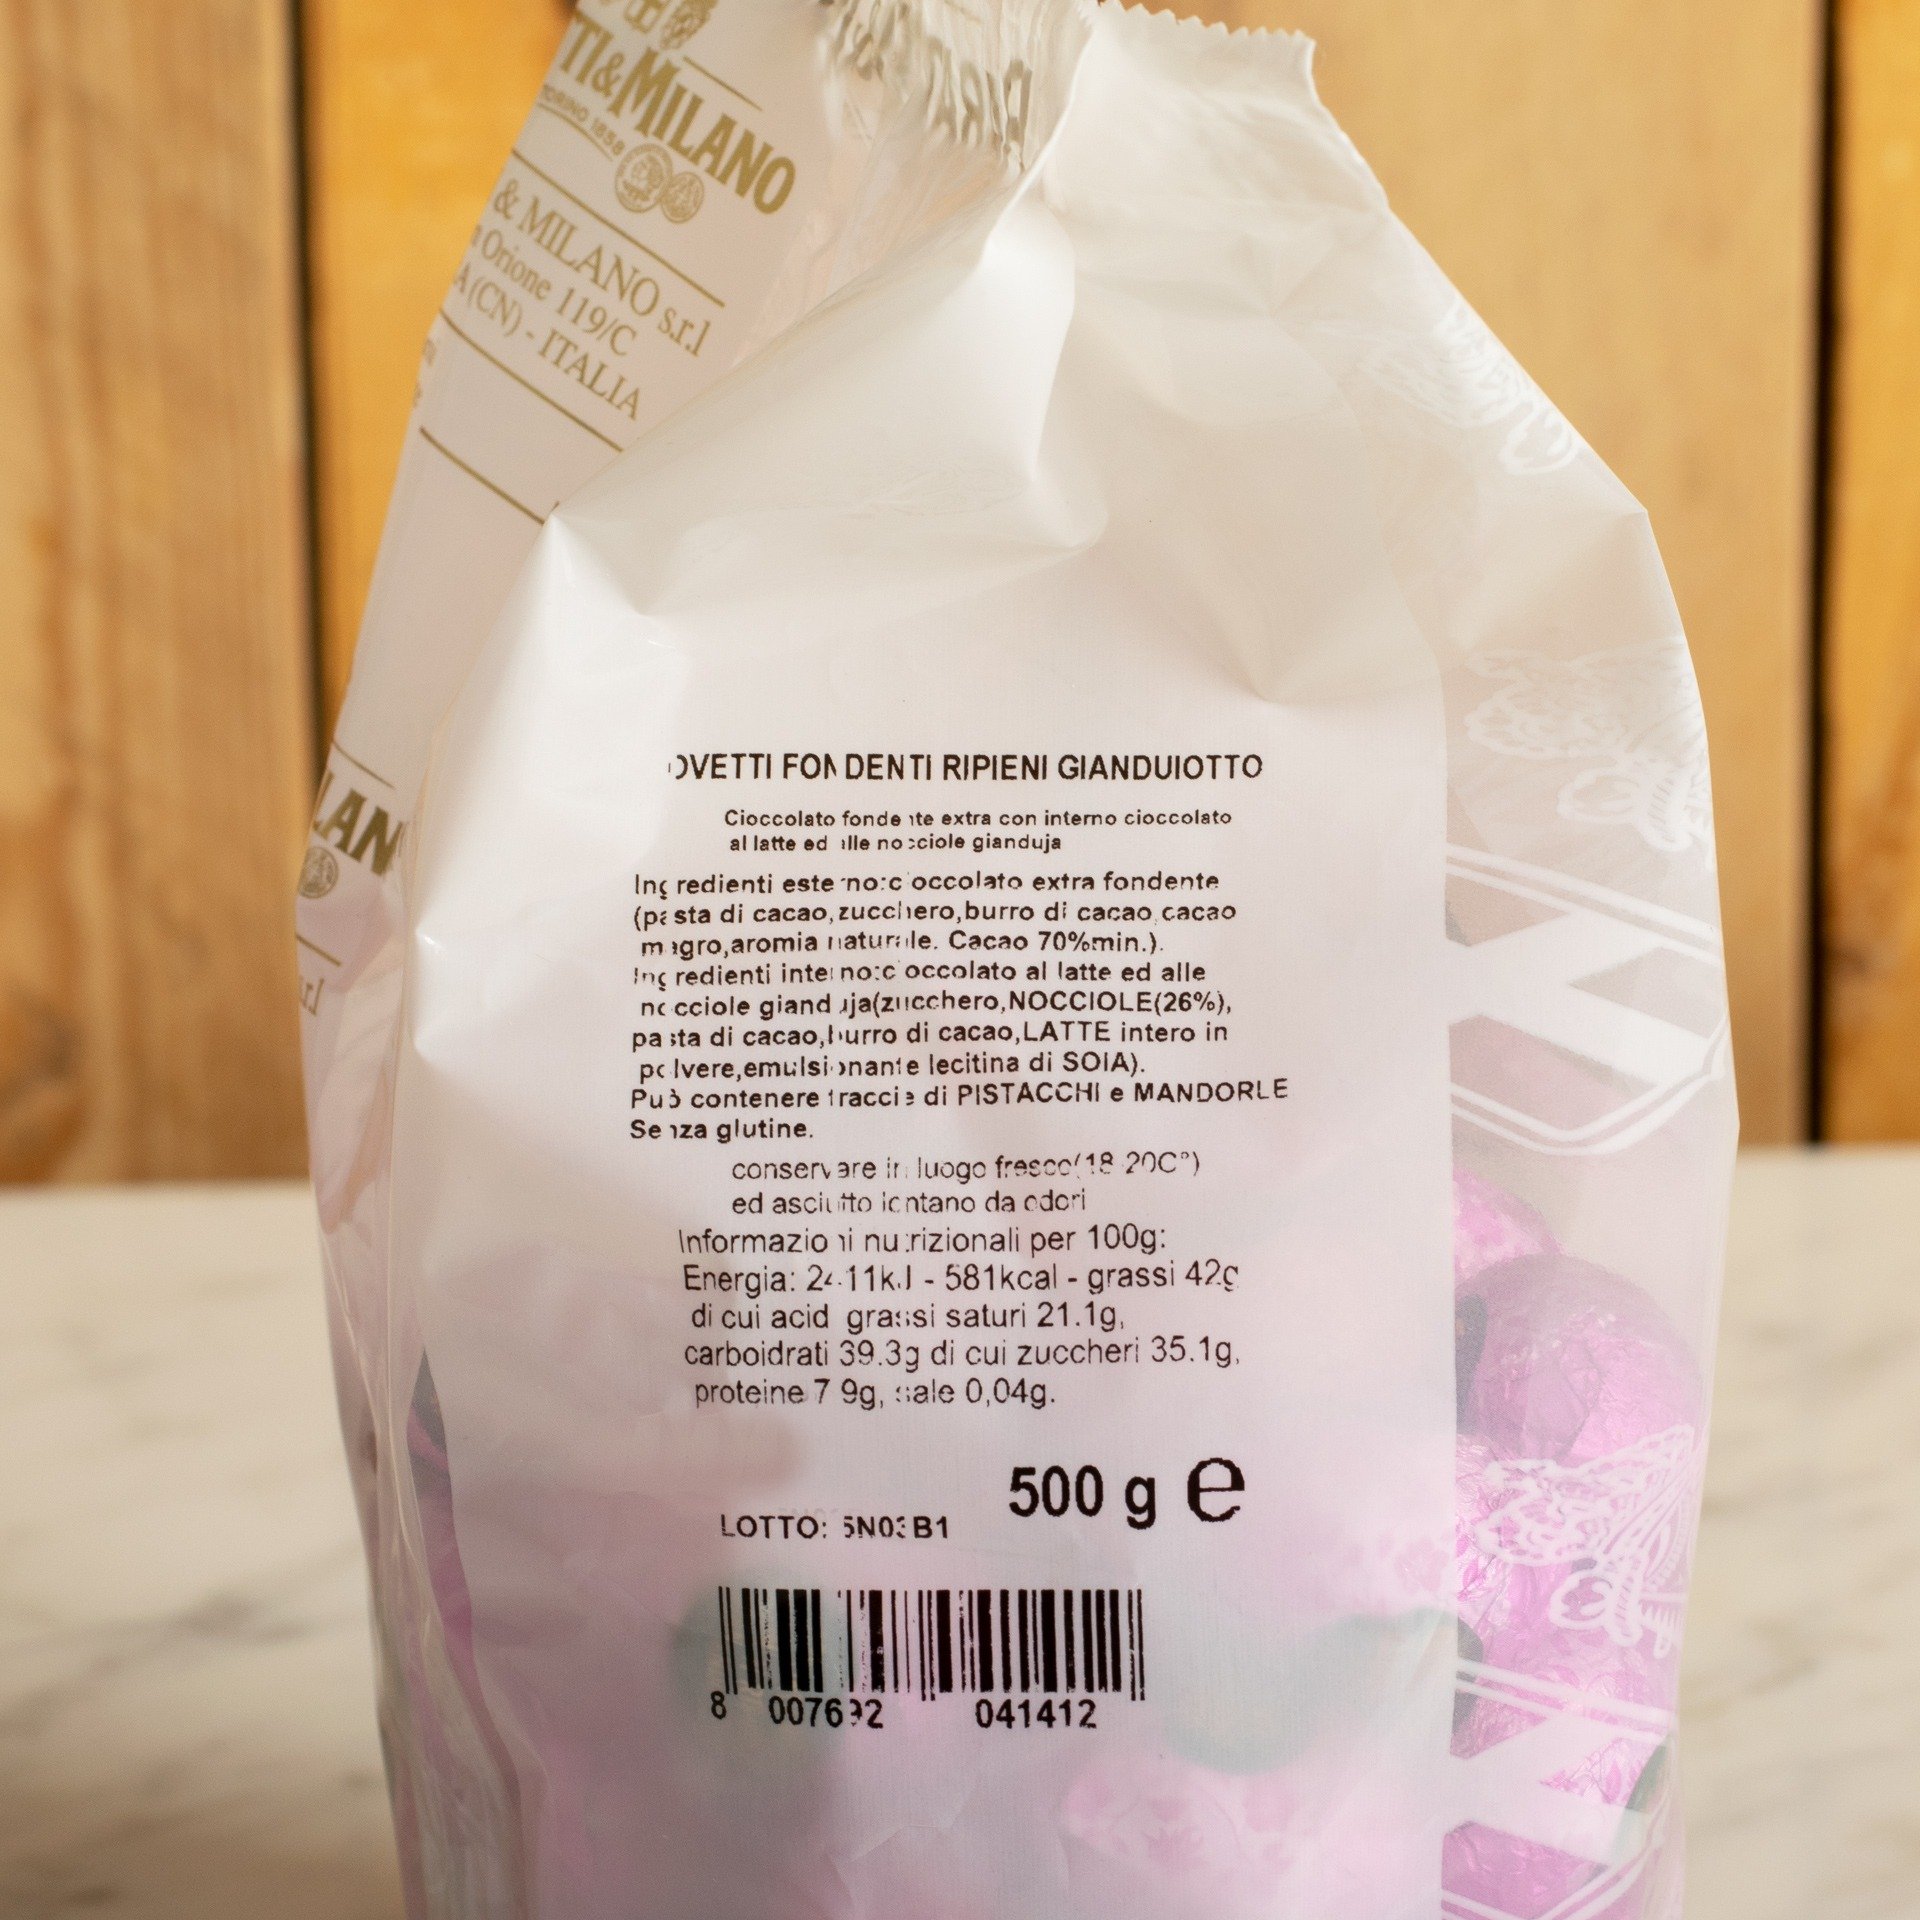 TI&MILANO
TORINO 1858
& MILANO s.r.l
Orione 119/C
(CN) - ITALIA
OVETTI FONDENTI RIPIENI GIANDUIOTTO
Cioccolato fondente extra con interno cioccolato
al latte ed alle nocciole gianduja
Ingredienti esterno:cioccolato extra fondente
(pasta di cacao,zucchero,burro di cacao,cacao
magro,aromia naturale. Cacao 70%min.).
Ingredienti interno:cioccolato al latte ed alle
nocciole gianduja(zucchero,NOCCIOLE(26%),
pasta di cacao,burro di cacao,LATTE intero in
polvere,emulsionante lecitina di SOIA).
Può contenere traccie di PISTACCHI e MANDORLE
Senza glutine.
conservare in luogo fresco(18-20C°)
ed asciutto lontano da odori
Informazioni nutrizionali per 100g:
Energia: 2411kJ - 581kcal - grassi 42g
di cui acidi grassi saturi 21.1g,
carboidrati 39.3g di cui zuccheri 35.1g,
proteine 7.9g, sale 0,04g.
500 g e
LOTTO: 5N03B1
8 007692 041412